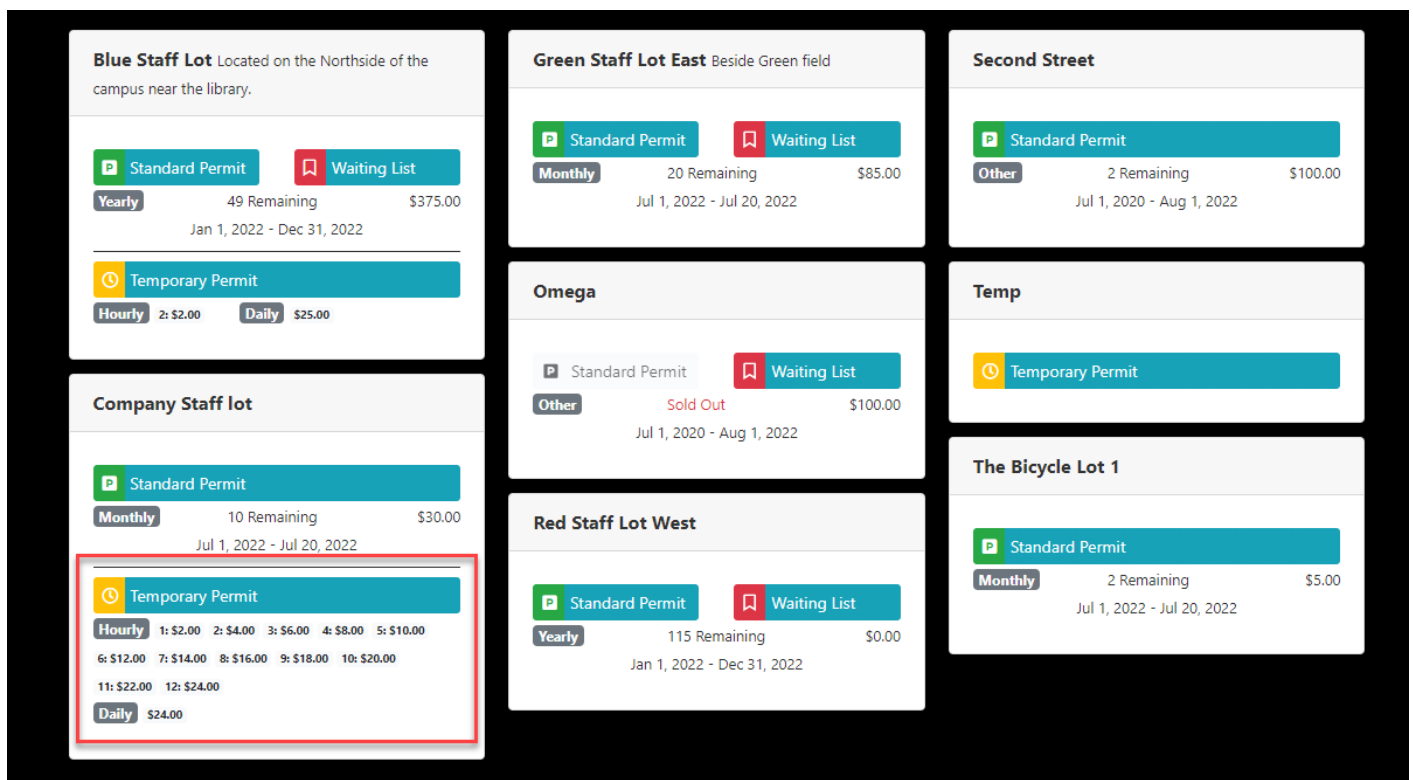 Blue Staff Lot Located on the Northside of the
campus near the library.
Standard Permit Waiting List
Yearly 49 Remaining $375.00
Jan 1, 2022 - Dec 31, 2022
Temporary Permit
Hourly 2: $2.00 Daily $25.00
Company Staff lot
Standard Permit
Monthly 10 Remaining $30.00
Jul 1, 2022 - Jul 20, 2022
Temporary Permit
Hourly 1: $2.00 2: $4.00 3: $6.00 4: $8.00 5: $10.00
6: $12.00 7: $14.00 8: $16.00 9: $18.00 10: $20.00
11: $22.00 12: $24.00
Daily $24.00
Green Staff Lot East Beside Green field
Standard Permit Waiting List
Monthly 20 Remaining $85.00
Jul 1, 2022 - Jul 20, 2022
Omega
Standard Permit Waiting List
Other Sold Out $100.00
Jul 1, 2020 - Aug 1, 2022
Red Staff Lot West
Standard Permit Waiting List
Yearly 115 Remaining $0.00
Jan 1, 2022 - Dec 31, 2022
Second Street
Standard Permit
Other 2 Remaining $100.00
Jul 1, 2020 - Aug 1, 2022
Temp
Temporary Permit
The Bicycle Lot 1
Standard Permit
Monthly 2 Remaining $5.00
Jul 1, 2022 - Jul 20, 2022